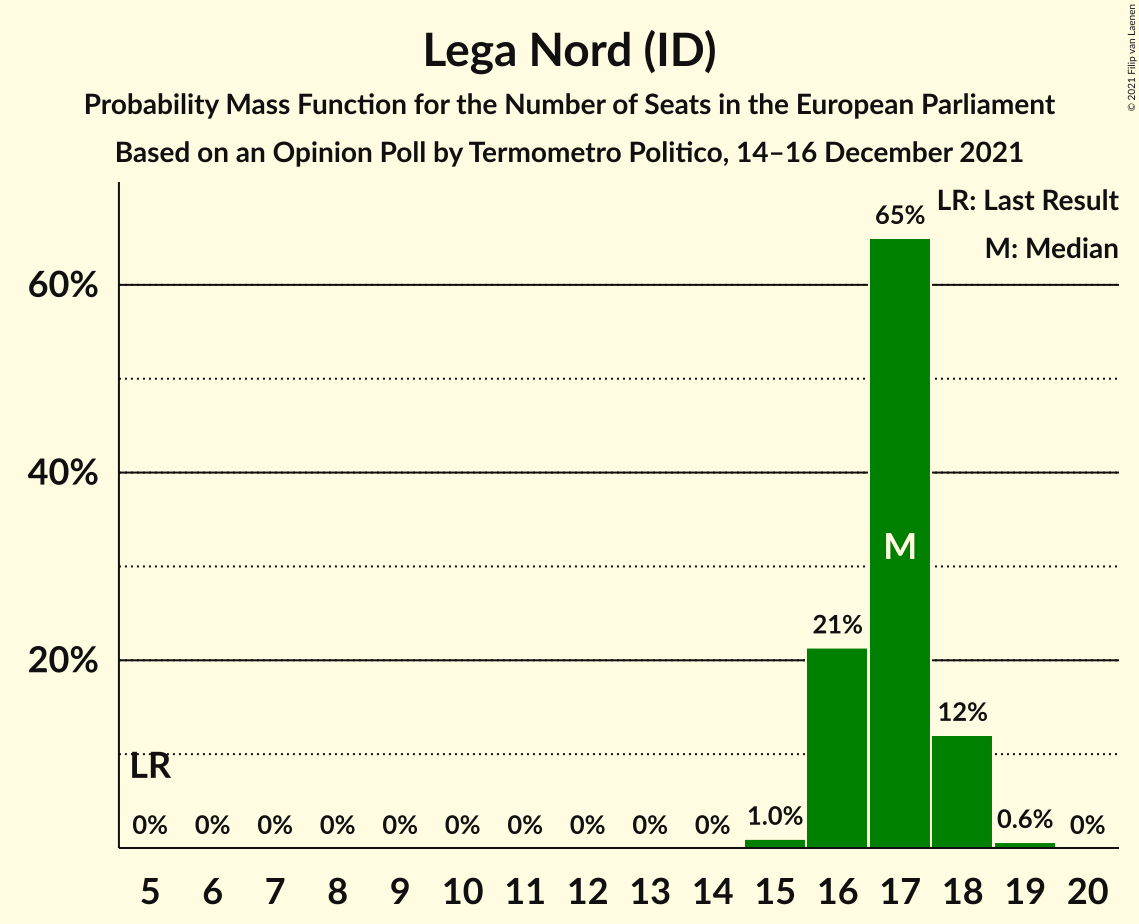 Lega Nord (ID)
Probability Mass Function for the Number of Seats in the European Parliament
Based on an Opinion Poll by Termometro Politico, 14–16 December 2021
© 2021 Filip van Laenen
LR: Last Result
M: Median
60%
40%
20%
65%
M
21%
12%
LR
0% 0% 0% 0% 0% 0% 0% 0% 0% 0% 1.0% 0.6% 0%
5 6 7 8 9 10 11 12 13 14 15 16 17 18 19 20